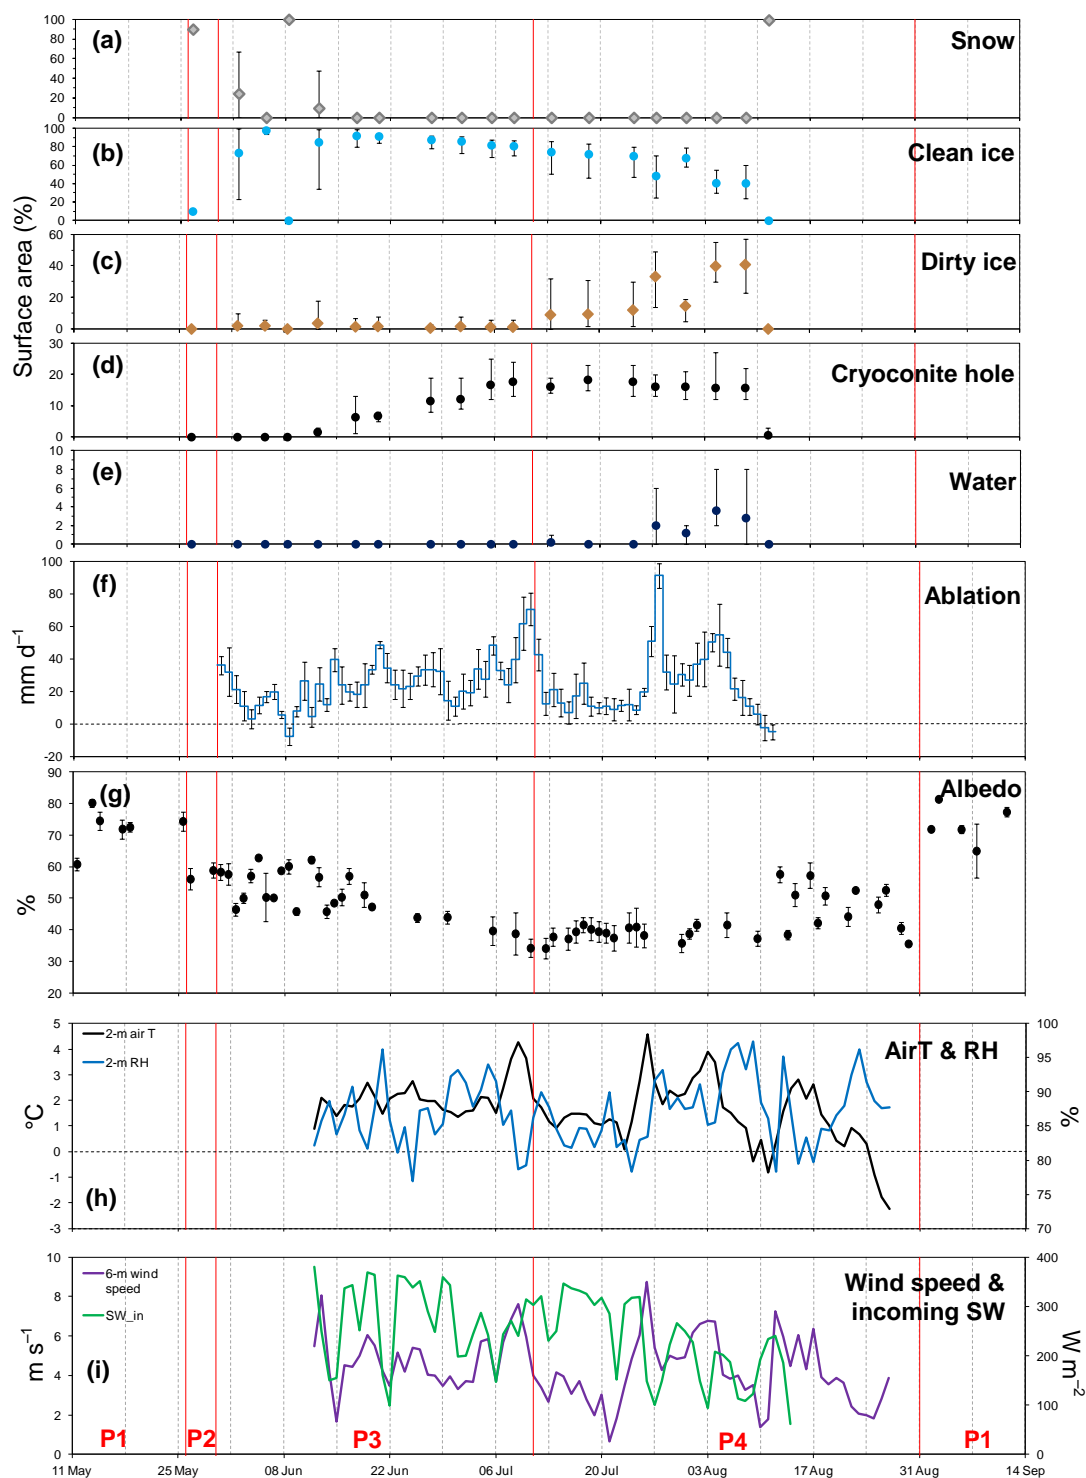 (a)
Snow
100
80
60
40
20
0
(b)
Clean ice
100
80
60
40
20
0
Surface area (%)
(c)
Dirty ice
60
40
20
0
(d)
Cryoconite hole
30
20
10
0
(e)
Water
10
8
6
4
2
0
(f)
Ablation
100
80
60
40
20
0
-20
mm d⁻¹
(g)
Albedo
90
80
70
60
50
40
30
20
%
2-m air T
2-m RH
AirT & RH
5
4
3
2
1
0
-1
-2
-3
°C
100
95
90
85
80
75
70
%
(h)
6-m wind
speed
SW_in
Wind speed &
incoming SW
10
8
6
4
2
0
m s⁻¹
400
300
200
100
0
W m⁻²
(i)
P1 P2 P3 P4 P1
11 May 25 May 08 Jun 22 Jun 06 Jul 20 Jul 03 Aug 17 Aug 31 Aug 14 Sep